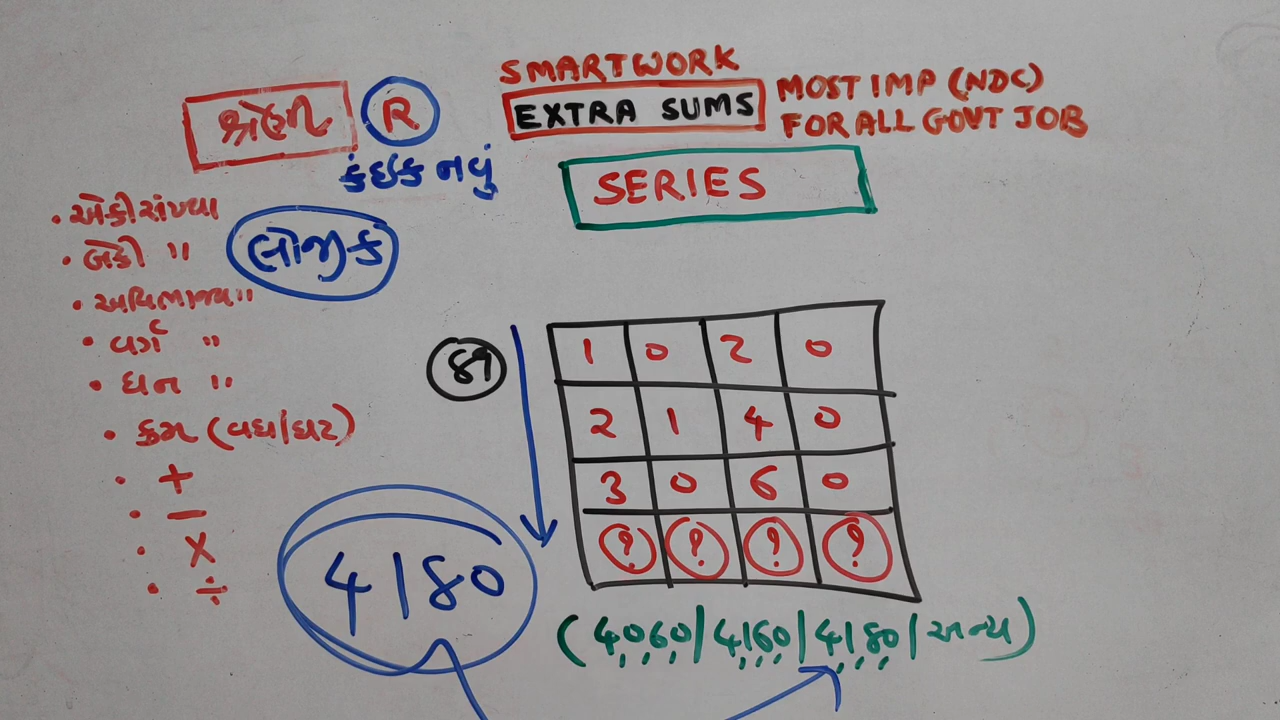 SMARTWORK
શ્રેણી R EXTRA SUMS MOST IMP (NDC)
FOR ALL GOVT JOB
કંઇક નવું
SERIES
• એકી સંખ્યા
• બેકી "
લોજીક
• અવિભાજ્ય "
• વર્ગ "
• ઘન "
• ક્રમ (વધ/ઘટ)
• +
• −
• ×
• ÷
1 0 2 0
2 1 4 0
3 0 6 0
? ? ? ?
4180
(4060/4160/4180/અન્ય)